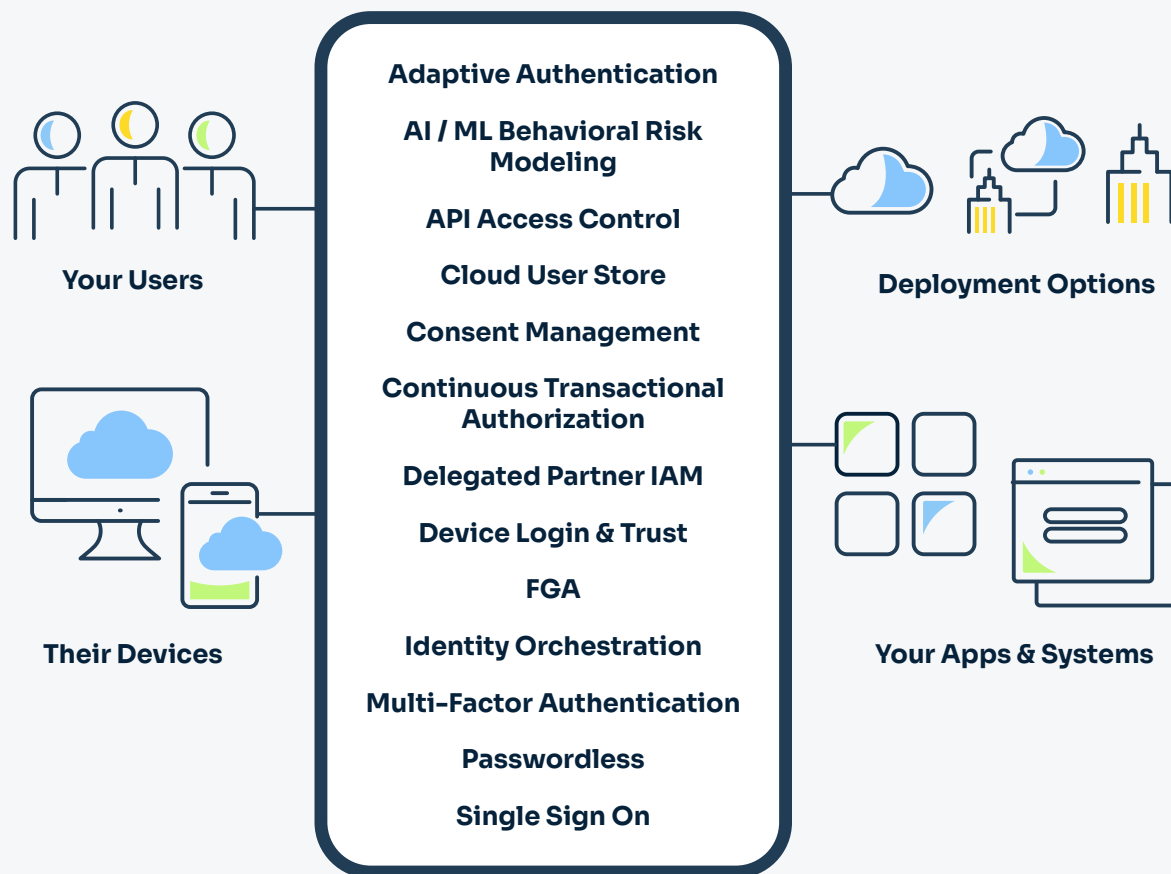 Adaptive Authentication
AI / ML Behavioral Risk
Modeling
API Access Control
Cloud User Store
Consent Management
Continuous Transactional
Authorization
Delegated Partner IAM
Device Login & Trust
FGA
Identity Orchestration
Multi-Factor Authentication
Passwordless
Single Sign On
Your Users
Their Devices
Deployment Options
Your Apps & Systems